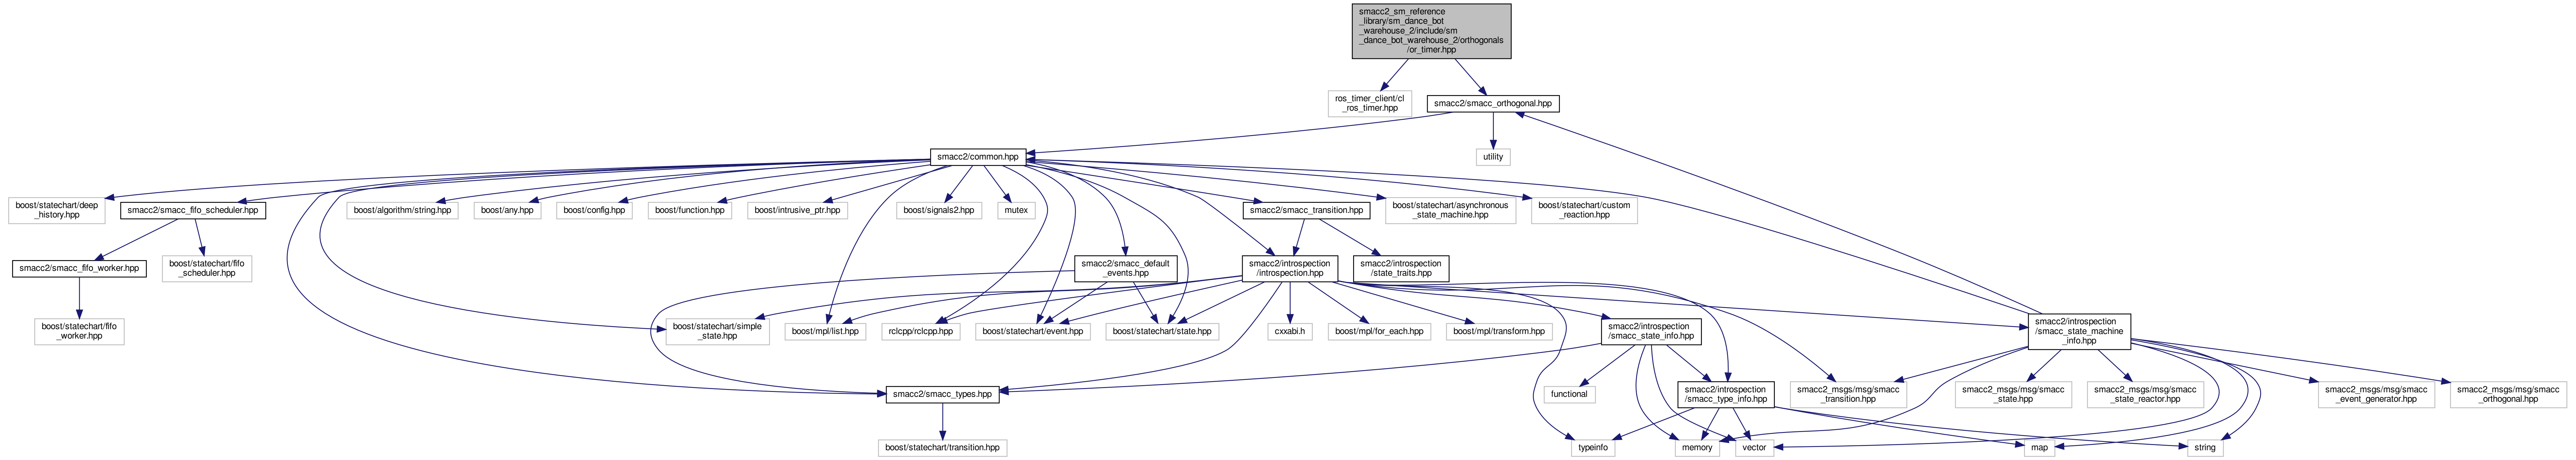 smacc2_sm_reference
_library/sm_dance_bot
_warehouse_2/include/sm
_dance_bot_warehouse_2/orthogonals
/or_timer.hpp
ros_timer_client/cl
_ros_timer.hpp
smacc2/smacc_orthogonal.hpp
smacc2/common.hpp
utility
boost/statechart/deep
_history.hpp
smacc2/smacc_fifo_scheduler.hpp
boost/algorithm/string.hpp
boost/any.hpp
boost/config.hpp
boost/function.hpp
boost/intrusive_ptr.hpp
boost/signals2.hpp
mutex
smacc2/smacc_transition.hpp
boost/statechart/asynchronous
_state_machine.hpp
boost/statechart/custom
_reaction.hpp
smacc2/smacc_fifo_worker.hpp
boost/statechart/fifo
_scheduler.hpp
smacc2/smacc_default
_events.hpp
smacc2/introspection
/introspection.hpp
smacc2/introspection
/state_traits.hpp
boost/statechart/fifo
_worker.hpp
boost/statechart/simple
_state.hpp
boost/mpl/list.hpp
rclcpp/rclcpp.hpp
boost/statechart/event.hpp
boost/statechart/state.hpp
cxxabi.h
boost/mpl/for_each.hpp
boost/mpl/transform.hpp
smacc2/introspection
/smacc_state_info.hpp
smacc2/introspection
/smacc_state_machine
_info.hpp
smacc2/smacc_types.hpp
functional
smacc2/introspection
/smacc_type_info.hpp
smacc2_msgs/msg/smacc
_transition.hpp
smacc2_msgs/msg/smacc
_state.hpp
smacc2_msgs/msg/smacc
_state_reactor.hpp
smacc2_msgs/msg/smacc
_event_generator.hpp
smacc2_msgs/msg/smacc
_orthogonal.hpp
boost/statechart/transition.hpp
typeinfo
memory
vector
map
string